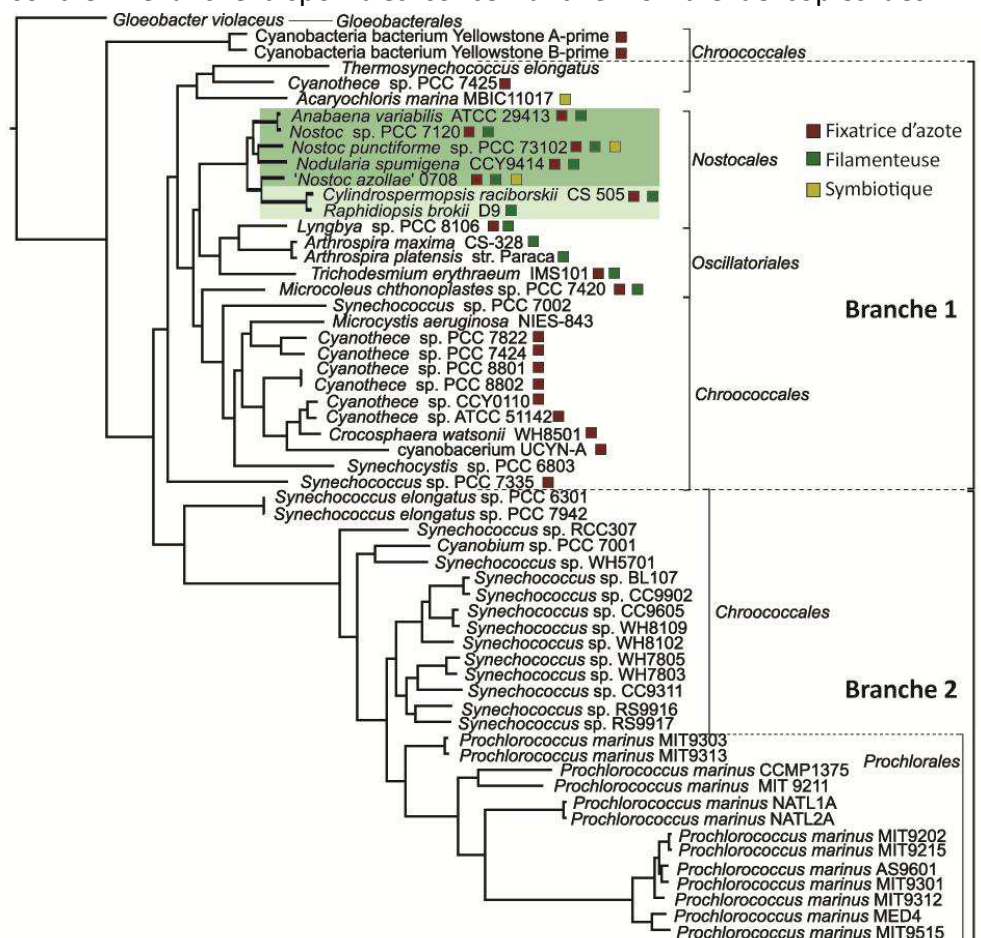 Gloeobacter violaceus Gloeobacterales
Cyanobacteria bacterium Yellowstone A-prime
Cyanobacteria bacterium Yellowstone B-prime
Chroococcales
Thermosynechococcus elongatus
Cyanothece sp. PCC 7425
Acaryochloris marina MBIC11017
Anabaena variabilis ATCC 29413
Nostoc sp. PCC 7120
Nostoc punctiforme sp. PCC 73102
Nodularia spumigena CCY9414
'Nostoc azollae' 0708
Cylindrospermopsis raciborskii CS 505
Raphidiopsis brokii D9
Nostocales
Fixatrice d'azote
Filamenteuse
Symbiotique
Lyngbya sp. PCC 8106
Arthrospira maxima CS-328
Arthrospira platensis str. Paraca
Trichodesmium erythraeum IMS101
Microcoleus chthonoplastes sp. PCC 7420
Oscillatoriales
Branche 1
Synechococcus sp. PCC 7002
Microcystis aeruginosa NIES-843
Cyanothece sp. PCC 7822
Cyanothece sp. PCC 7424
Cyanothece sp. PCC 8801
Cyanothece sp. PCC 8802
Cyanothece sp. CCY0110
Cyanothece sp. ATCC 51142
Crocosphaera watsonii WH8501
cyanobacerium UCYN-A
Synechocystis sp. PCC 6803
Synechococcus sp. PCC 7335
Chroococcales
Synechococcus elongatus sp. PCC 6301
Synechococcus elongatus sp. PCC 7942
Synechococcus sp. RCC307
Cyanobium sp. PCC 7001
Synechococcus sp. WH5701
Synechococcus sp. BL107
Synechococcus sp. CC9902
Synechococcus sp. CC9605
Synechococcus sp. WH8109
Synechococcus sp. WH8102
Synechococcus sp. WH7805
Synechococcus sp. WH7803
Synechococcus sp. CC9311
Synechococcus sp. RS9916
Synechococcus sp. RS9917
Chroococcales
Branche 2
Prochlorococcus marinus MIT9303
Prochlorococcus marinus MIT9313
Prochlorales
Prochlorococcus marinus CCMP1375
Prochlorococcus marinus MIT 9211
Prochlorococcus marinus NATL1A
Prochlorococcus marinus NATL2A
Prochlorococcus marinus MIT9202
Prochlorococcus marinus MIT9215
Prochlorococcus marinus AS9601
Prochlorococcus marinus MIT9301
Prochlorococcus marinus MIT9312
Prochlorococcus marinus MED4
Prochlorococcus marinus MIT9515